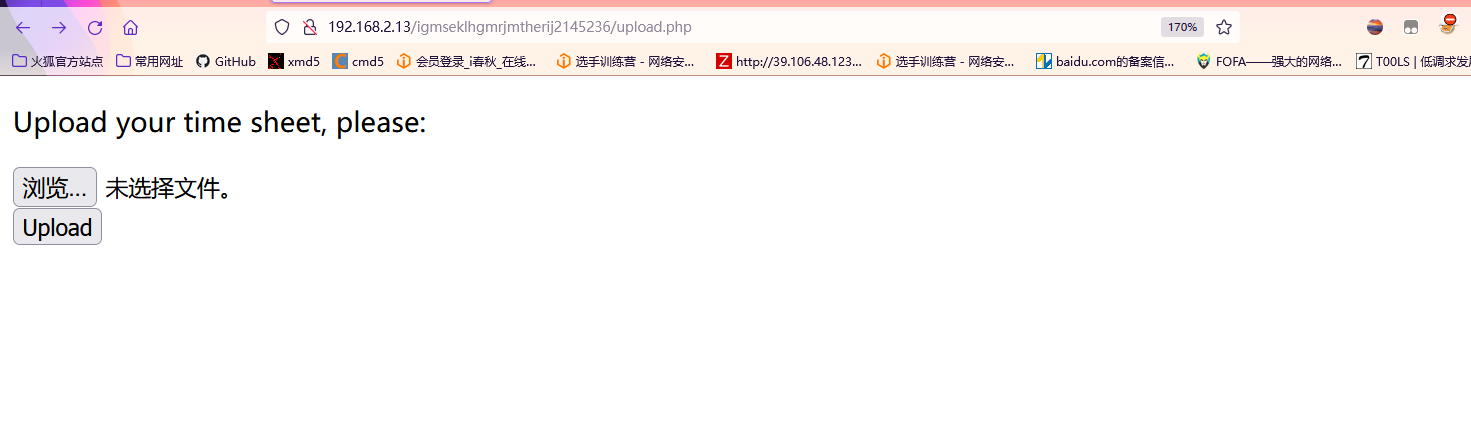 192.168.2.13/igmseklhgmrjmtherij2145236/upload.php 170%
火狐官方站点 常用网址 GitHub xmd5 cmd5 会员登录_i春秋_在线... 选手训练营 - 网络安... http://39.106.48.123... 选手训练营 - 网络安... baidu.com的备案信... FOFA——强大的网络... T00LS | 低调求发展
Upload your time sheet, please:
浏览... 未选择文件。
Upload